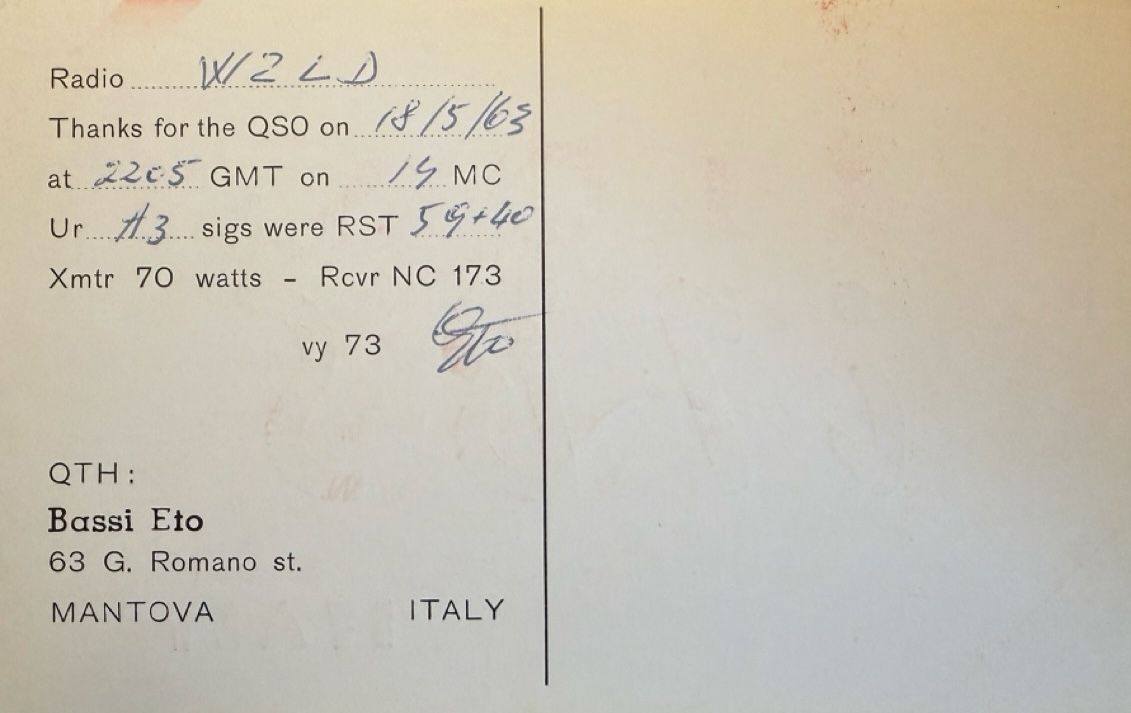 Radio W2LD
Thanks for the QSO on 18/5/63
at 2205 GMT on 14 MC
Ur A3 sigs were RST 59+40
Xmtr 70 watts - Rcvr NC 173
vy 73 Eto
QTH:
Bassi Eto
63 G. Romano st.
MANTOVA ITALY